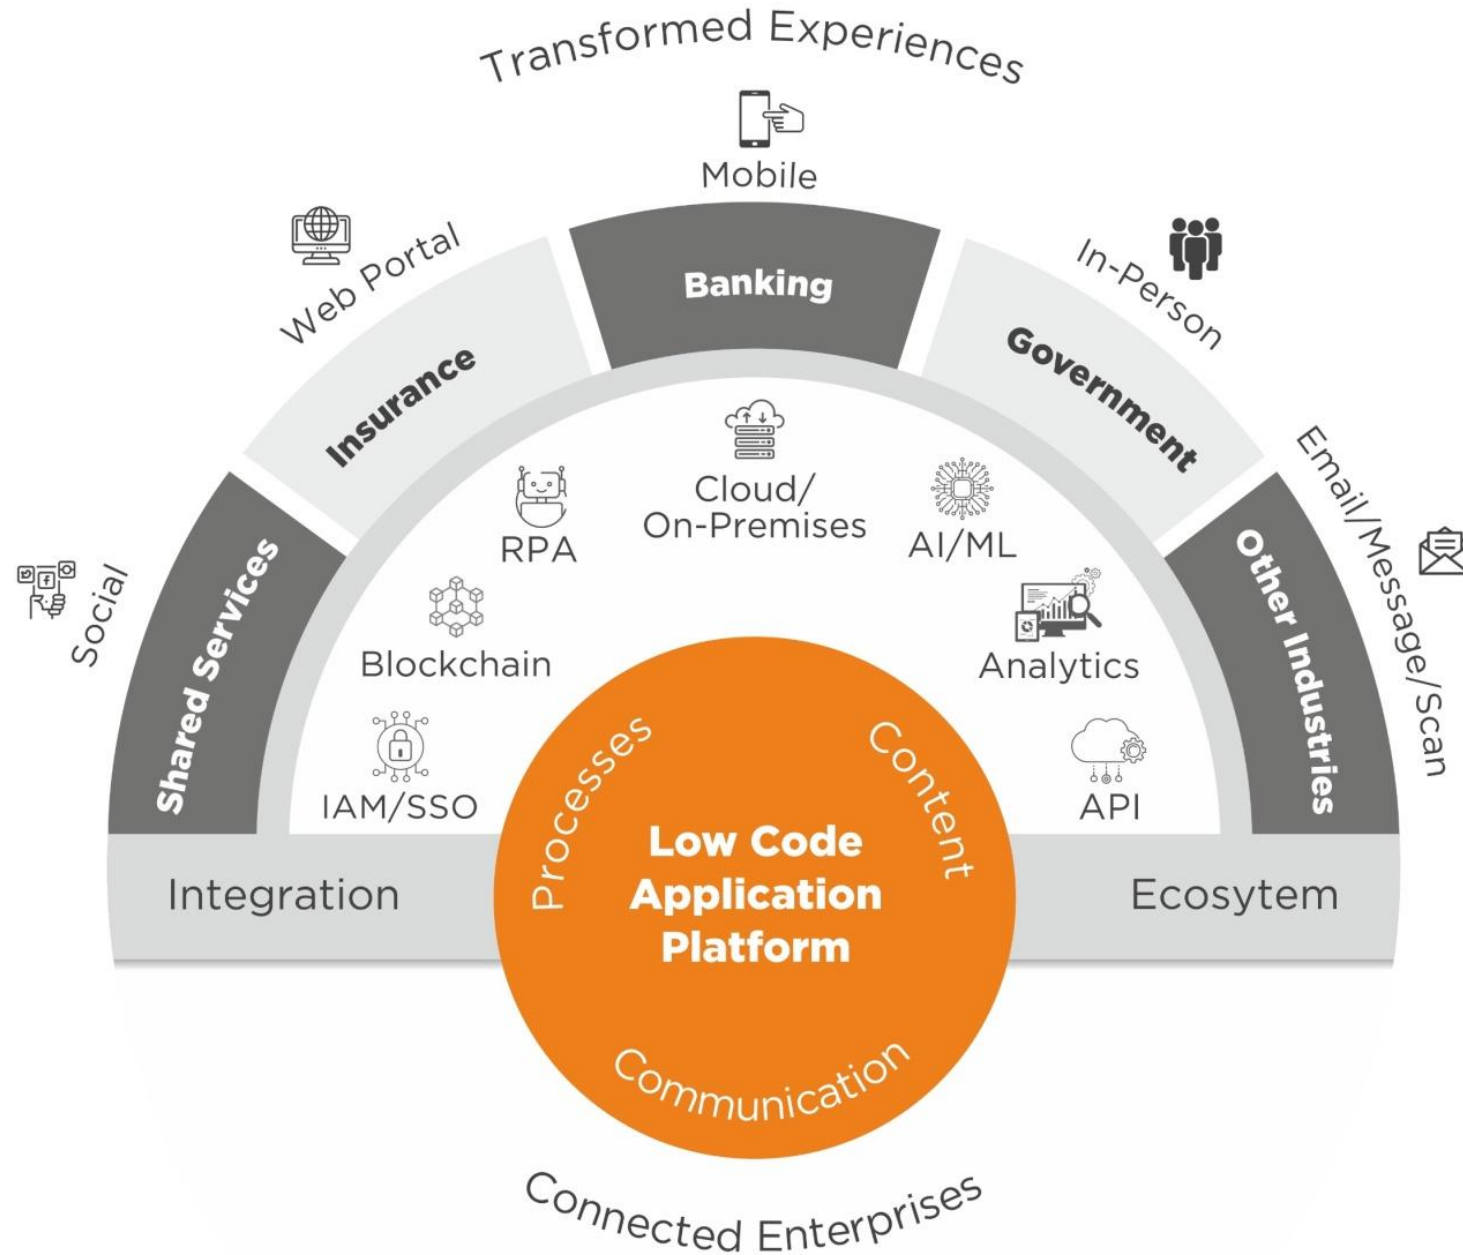 Transformed Experiences
Mobile
Web Portal
In-Person
Social
Email/Message/Scan
Banking
Insurance
Government
Shared Services
Other Industries
Cloud/
On-Premises
RPA
AI/ML
Blockchain
Analytics
IAM/SSO
API
Integration
Ecosytem
Processes
Content
Low Code
Application
Platform
Communication
Connected Enterprises